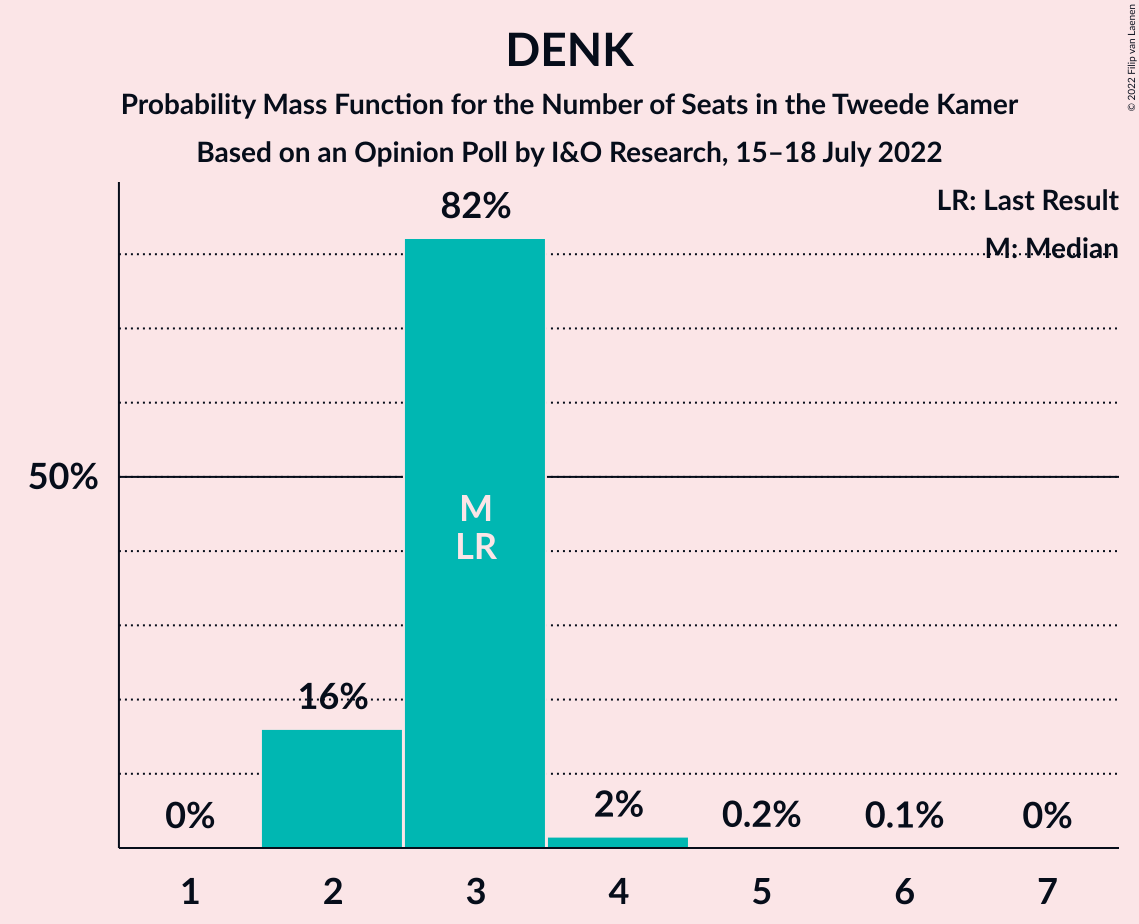 DENK
Probability Mass Function for the Number of Seats in the Tweede Kamer
Based on an Opinion Poll by I&O Research, 15–18 July 2022
© 2022 Filip van Laenen
LR: Last Result
M: Median
82%
50%
M
LR
16%
0%
2%
0.2%
0.1%
0%
1 2 3 4 5 6 7